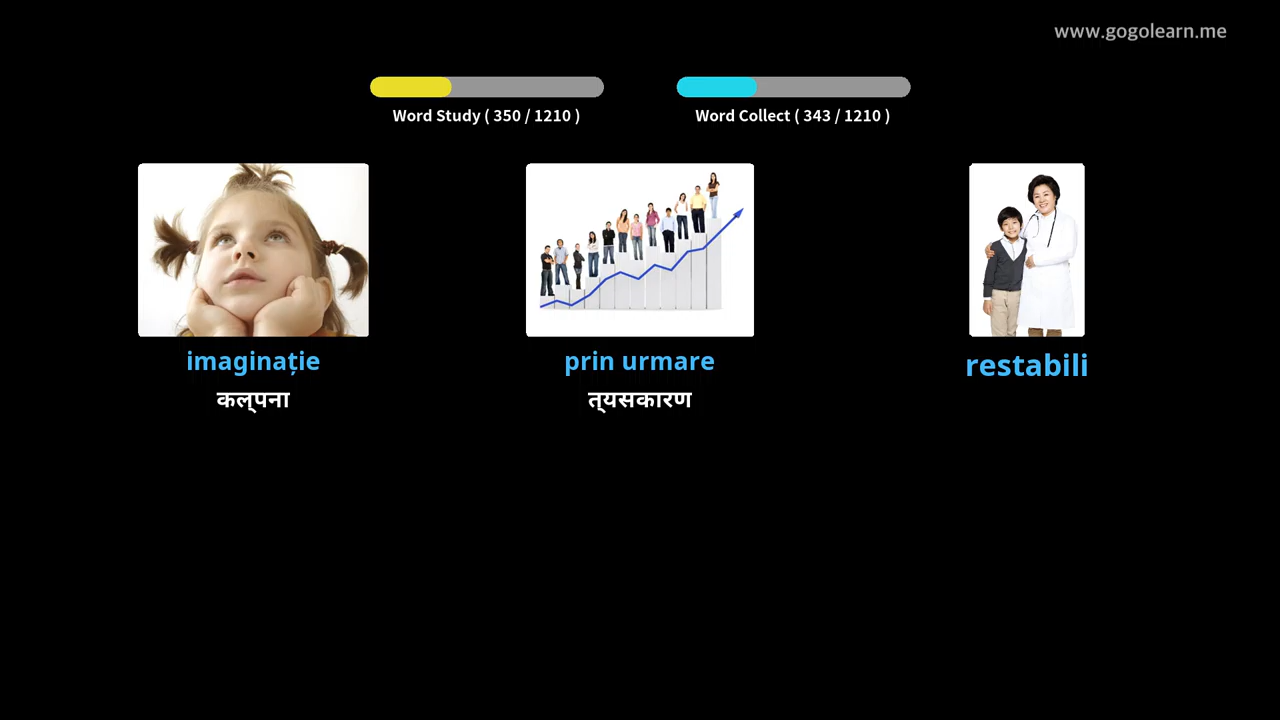 www.gogolearn.me
Word Study ( 350 / 1210 )
Word Collect ( 343 / 1210 )
imaginație
prin urmare
restabili
कल्पना
त्यसकारण